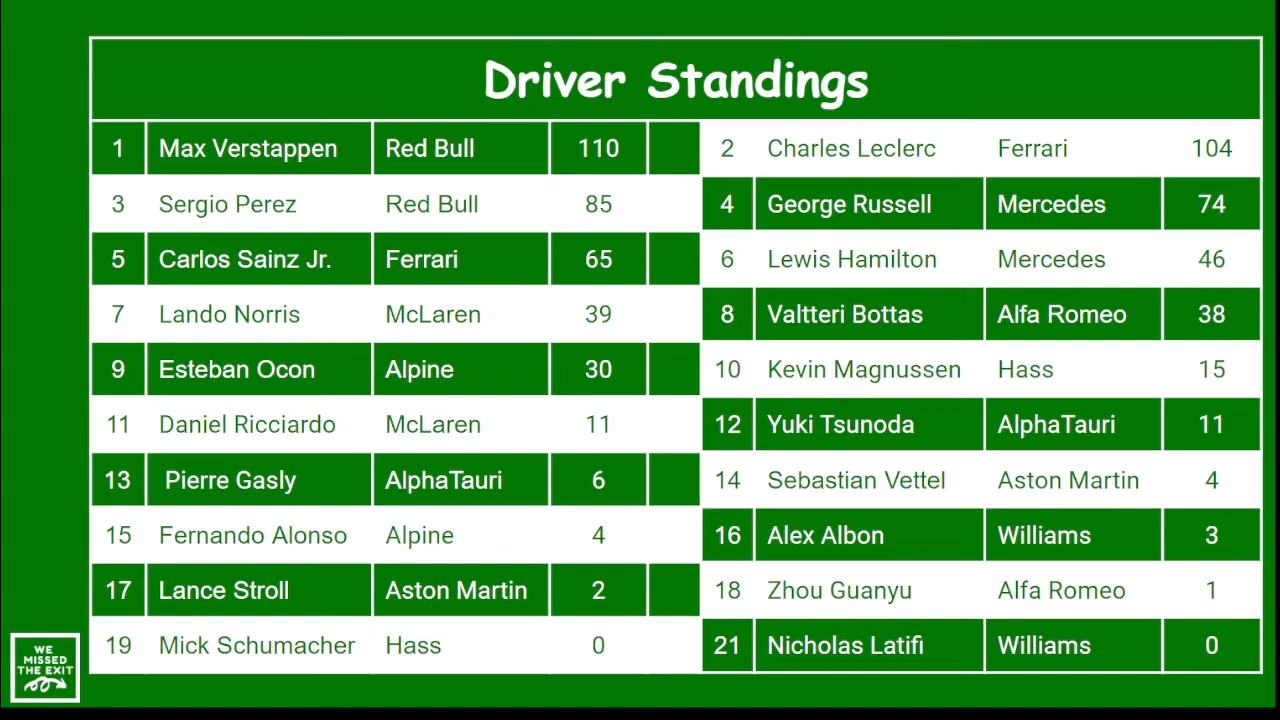 Driver Standings
1 Max Verstappen Red Bull 110 2 Charles Leclerc Ferrari 104
3 Sergio Perez Red Bull 85 4 George Russell Mercedes 74
5 Carlos Sainz Jr. Ferrari 65 6 Lewis Hamilton Mercedes 46
7 Lando Norris McLaren 39 8 Valtteri Bottas Alfa Romeo 38
9 Esteban Ocon Alpine 30 10 Kevin Magnussen Hass 15
11 Daniel Ricciardo McLaren 11 12 Yuki Tsunoda AlphaTauri 11
13 Pierre Gasly AlphaTauri 6 14 Sebastian Vettel Aston Martin 4
15 Fernando Alonso Alpine 4 16 Alex Albon Williams 3
17 Lance Stroll Aston Martin 2 18 Zhou Guanyu Alfa Romeo 1
19 Mick Schumacher Hass 0 21 Nicholas Latifi Williams 0
WE
MISSED
THE EXIT